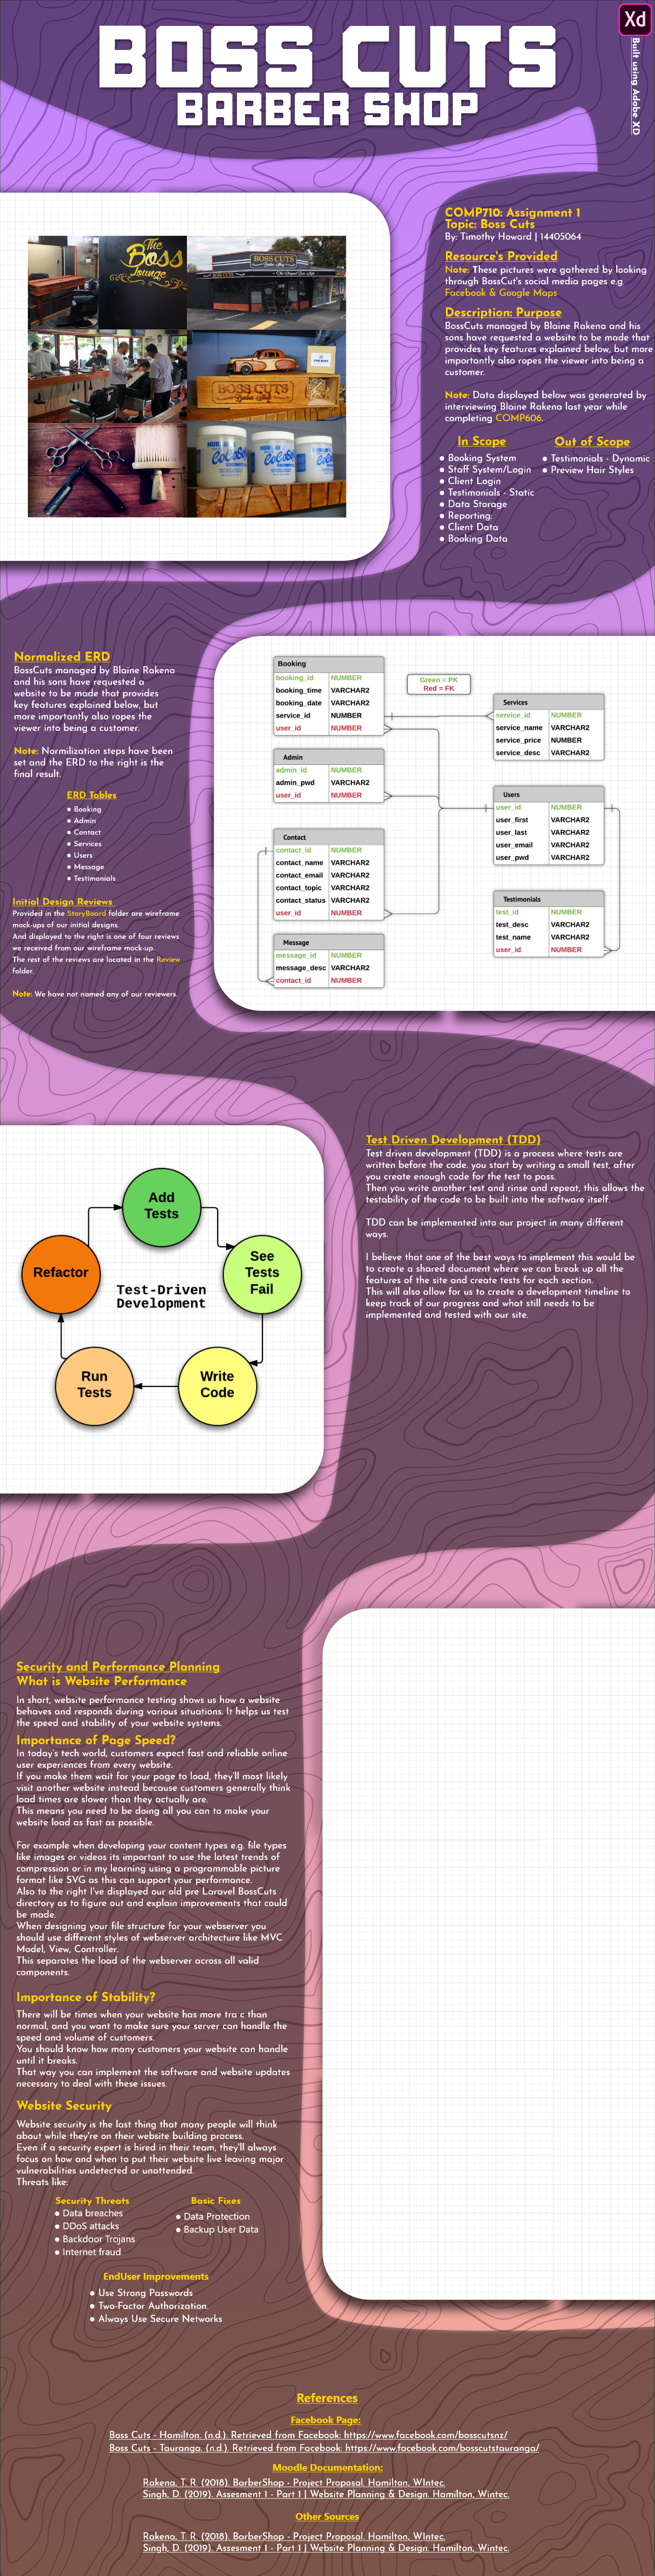 BOSS CUTS
BARBER SHOP
Xd
Built using Adobe XD
The
Boss
Lounge
BOSS CUTS
BOSS CUTS
Barber Shop
COMP710: Assignment 1
Topic: Boss Cuts
By: Timothy Howard | 14405064
Resource's Provided
Note: These pictures were gathered by looking
through BossCut's social media pages e.g.
Facebook & Google Maps
Description: Purpose
BossCuts managed by Blaine Rakena and his
sons have requested a website to be made that
provides key features explained below, but more
importantly also ropes the viewer into being a
customer.
Note: Data displayed below was generated by
interviewing Blaine Rakena last year while
completing COMP606.
In Scope
● Booking System
● Staff System/Login
● Client Login
● Testimonials - Static
● Data Storage
● Reporting:
● Client Data
● Booking Data
Out of Scope
● Testimonials - Dynamic
● Preview Hair Styles
Normalized ERD
BossCuts managed by Blaine Rakena
and his sons have requested a
website to be made that provides
key features explained below, but
more importantly also ropes the
viewer into being a customer.
Note: Normilization steps have been
set and the ERD to the right is the
final result.
ERD Tables
● Booking
● Admin
● Contact
● Services
● Users
● Message
● Testimonials
Initial Design Reviews
Provided in the StoryBoard folder are wireframe
mock-ups of our initial designs.
And displayed to the right is one of four reviews
we received from our wireframe mock-up.
The rest of the reviews are located in the Review
folder.
Note: We have not named any of our reviewers.
Booking
booking_id NUMBER
booking_time VARCHAR2
booking_date VARCHAR2
service_id NUMBER
user_id NUMBER
Green = PK
Red = FK
Services
service_id NUMBER
service_name VARCHAR2
service_price NUMBER
service_desc VARCHAR2
Admin
admin_id NUMBER
admin_pwd VARCHAR2
user_id NUMBER
Users
user_id NUMBER
user_first VARCHAR2
user_last VARCHAR2
user_email VARCHAR2
user_pwd VARCHAR2
Contact
contact_id NUMBER
contact_name VARCHAR2
contact_email VARCHAR2
contact_topic VARCHAR2
contact_status VARCHAR2
user_id NUMBER
Testimonials
test_id NUMBER
test_desc VARCHAR2
test_name VARCHAR2
user_id NUMBER
Message
message_id NUMBER
message_desc VARCHAR2
contact_id NUMBER
Add
Tests
See
Tests
Fail
Write
Code
Run
Tests
Refactor
Test-Driven
Development
Test Driven Development (TDD)
Test driven development (TDD) is a process where tests are
written before the code. you start by writing a small test, after
you create enough code for the test to pass.
Then you write another test and rinse and repeat, this allows the
testability of the code to be built into the software itself.
TDD can be implemented into our project in many different
ways.
I believe that one of the best ways to implement this would be
to create a shared document where we can break up all the
features of the site and create tests for each section.
This will also allow for us to create a development timeline to
keep track of our progress and what still needs to be
implemented and tested with our site.
Security and Performance Planning
What is Website Performance
In short, website performance testing shows us how a website
behaves and responds during various situations. It helps us test
the speed and stability of your website systems.
Importance of Page Speed?
In today's tech world, customers expect fast and reliable online
user experiences from every website.
If you make them wait for your page to load, they'll most likely
visit another website instead because customers generally think
load times are slower than they actually are.
This means you need to be doing all you can to make your
website load as fast as possible.
For example when developing your content types e.g. file types
like images or videos its important to use the latest trends of
compression or in my learning using a programmable picture
format like SVG as this can support your performance.
Also to the right I've displayed our old pre Laravel BossCuts
directory as to figure out and explain improvements that could
be made.
When designing your file structure for your webserver you
should use different styles of webserver architecture like MVC
Model, View, Controller.
This separates the load of the webserver across all valid
components.
Importance of Stability?
There will be times when your website has more tra c than
normal, and you want to make sure your server can handle the
speed and volume of customers.
You should know how many customers your website can handle
until it breaks.
That way you can implement the software and website updates
necessary to deal with these issues.
Website Security
Website security is the last thing that many people will think
about while they're on their website building process.
Even if a security expert is hired in their team, they'll always
focus on how and when to put their website live leaving major
vulnerabilities undetected or unattended.
Threats like:
Security Threats
● Data breaches
● DDoS attacks
● Backdoor Trojans
● Internet fraud
Basic Fixes
● Data Protection
● Backup User Data
EndUser Improvements
● Use Strong Passwords
● Two-Factor Authorization.
● Always Use Secure Networks
References
Facebook Page:
Boss Cuts - Hamilton. (n.d.). Retrieved from Facebook: https://www.facebook.com/bosscutsnz/
Boss Cuts - Tauranga. (n.d.). Retrieved from Facebook: https://www.facebook.com/bosscutstauranga/
Moodle Documentation:
Rakena, T. R. (2018). BarberShop - Project Proposal. Hamilton, WIntec.
Singh, D. (2019). Assesment 1 - Part 1 | Website Planning & Design. Hamilton, Wintec.
Other Sources
Rakena, T. R. (2018). BarberShop - Project Proposal. Hamilton, WIntec.
Singh, D. (2019). Assesment 1 - Part 1 | Website Planning & Design. Hamilton, Wintec.